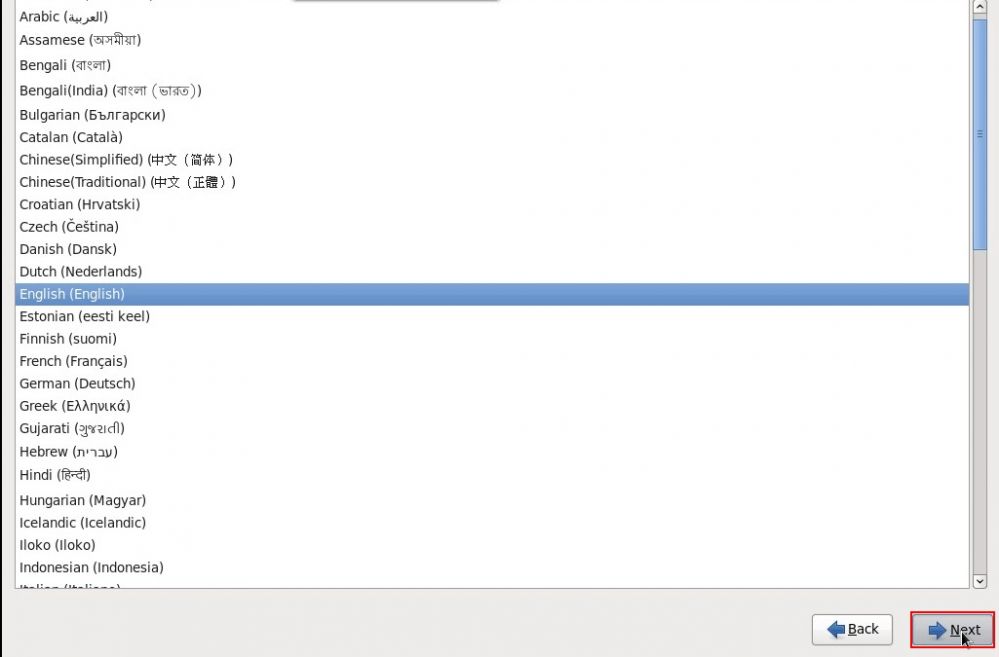 Arabic (العربية)
Assamese (অসমীয়া)
Bengali (বাংলা)
Bengali(India) (বাংলা (ভারত))
Bulgarian (Български)
Catalan (Català)
Chinese(Simplified) (中文（简体）)
Chinese(Traditional) (中文（正體）)
Croatian (Hrvatski)
Czech (Čeština)
Danish (Dansk)
Dutch (Nederlands)
English (English)
Estonian (eesti keel)
Finnish (suomi)
French (Français)
German (Deutsch)
Greek (Ελληνικά)
Gujarati (ગુજરાતી)
Hebrew (עברית)
Hindi (हिन्दी)
Hungarian (Magyar)
Icelandic (Icelandic)
Iloko (Iloko)
Indonesian (Indonesia)
Italian (Italiano)
Back
Next